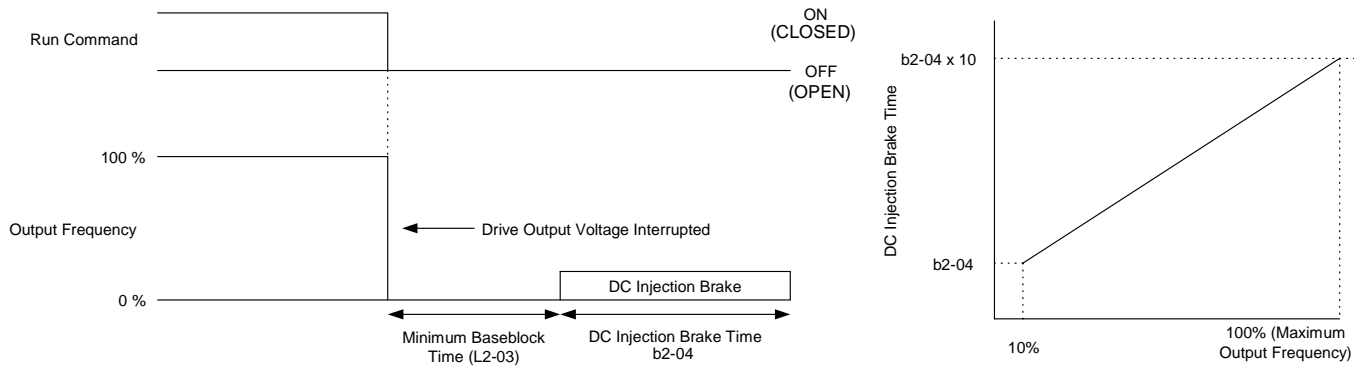 Run Command
ON
(CLOSED)
OFF
(OPEN)
100 %
Output Frequency
Drive Output Voltage Interrupted
0 %
DC Injection Brake
Minimum Baseblock
Time (L2-03)
DC Injection Brake Time
b2-04
DC Injection Brake Time
b2-04 x 10
b2-04
10%
100% (Maximum
Output Frequency)